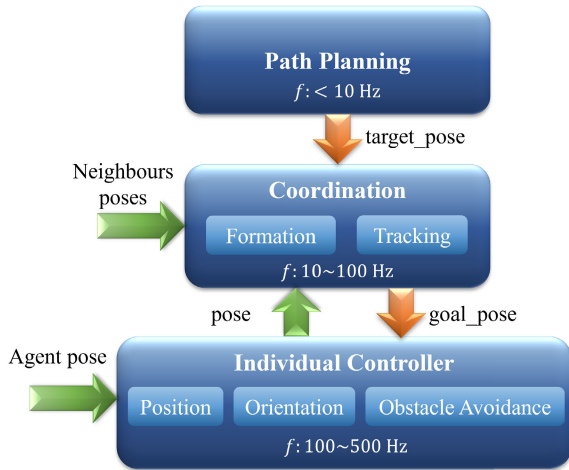 Path Planning
f: < 10 Hz
target_pose
Neighbours
poses
Coordination
Formation
Tracking
f: 10~100 Hz
pose
goal_pose
Agent pose
Individual Controller
Position
Orientation
Obstacle Avoidance
f: 100~500 Hz